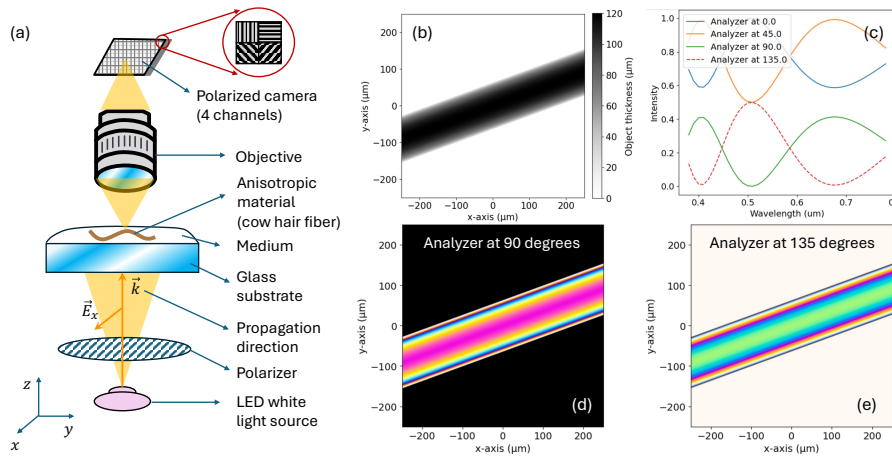 (a)
Polarized camera
(4 channels)
Objective
Anisotropic
material
(cow hair fiber)
Medium
Glass
substrate
k
E_x
Propagation
direction
Polarizer
LED white
light source
z
y
x
(b)
200
100
0
−100
−200
y-axis (μm)
−200 −100 0 100 200
x-axis (μm)
120
100
80
60
40
20
0
Object thickness (μm)
(c)
Analyzer at 0.0
Analyzer at 45.0
Analyzer at 90.0
Analyzer at 135.0
1.0
0.8
0.6
0.4
0.2
0.0
Intensity
0.4 0.5 0.6 0.7
Wavelength (um)
Analyzer at 90 degrees
200
100
0
−100
−200
y-axis (μm)
(d)
−200 −100 0 100 200
x-axis (μm)
Analyzer at 135 degrees
200
100
0
−100
−200
y-axis (μm)
(e)
−200 −100 0 100 200
x-axis (μm)